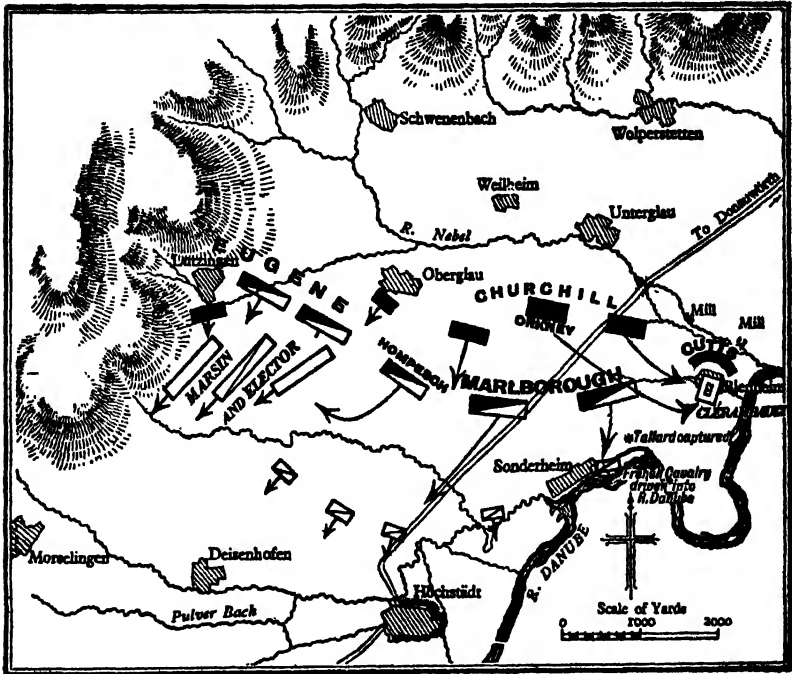 Schwenenbach
Wolperstetten
Weilheim
Unterglau
To Donauwörth
R. Nebel
EUGENE
Lutzingen
Oberglau
CHURCHILL
ORKNEY
Mill
Mill
CUTTS
Blenheim
CLERAMBAULT
HOMPESCH
MARLBOROUGH
MARSIN
AND ELECTOR
Tallard captured
Sonderheim
French Cavalry
driven into
R. Danube
R. DANUBE
Morselingen
Deisenhofen
Höchstädt
Pulver Bach
Scale of Yards
0 1000 2000